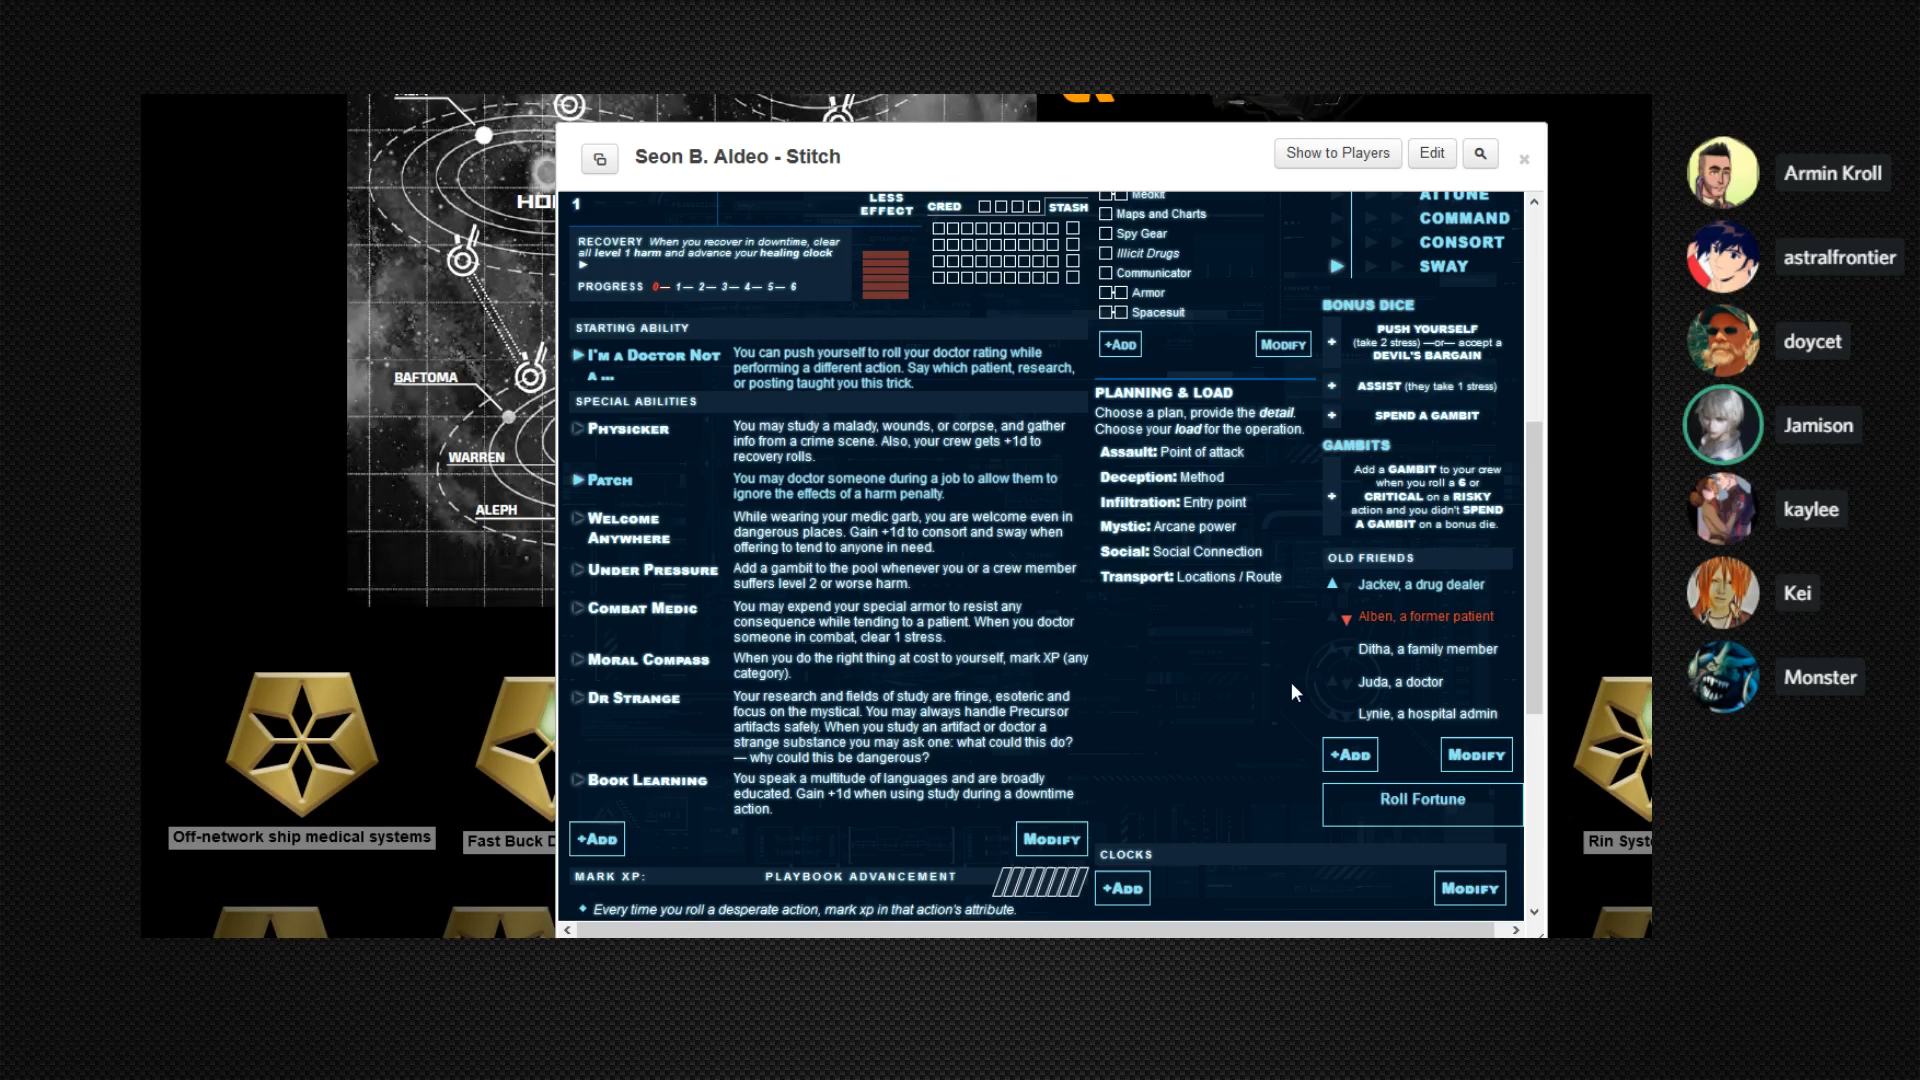 Seon B. Aldeo - Stitch
Show to Players
Edit
HO
BAFTOMA
WARREN
ALEPH
Off-network ship medical systems
Fast Buck D
Rin Syst
1
LESS
EFFECT
CRED
STASH
RECOVERY When you recover in downtime, clear
all level 1 harm and advance your healing clock
PROGRESS 0— 1— 2— 3— 4— 5— 6
STARTING ABILITY
I'm a Doctor Not
a ...
You can push yourself to roll your doctor rating while
performing a different action. Say which patient, research,
or posting taught you this trick.
SPECIAL ABILITIES
Physicker
You may study a malady, wounds, or corpse, and gather
info from a crime scene. Also, your crew gets +1d to
recovery rolls.
Patch
You may doctor someone during a job to allow them to
ignore the effects of a harm penalty.
Welcome
Anywhere
While wearing your medic garb, you are welcome even in
dangerous places. Gain +1d to consort and sway when
offering to tend to anyone in need.
Under Pressure
Add a gambit to the pool whenever you or a crew member
suffers level 2 or worse harm.
Combat Medic
You may expend your special armor to resist any
consequence while tending to a patient. When you doctor
someone in combat, clear 1 stress.
Moral Compass
When you do the right thing at cost to yourself, mark XP (any
category).
Dr Strange
Your research and fields of study are fringe, esoteric and
focus on the mystical. You may always handle Precursor
artifacts safely. When you study an artifact or doctor a
strange substance you may ask one: what could this do?
— why could this be dangerous?
Book Learning
You speak a multitude of languages and are broadly
educated. Gain +1d when using study during a downtime
action.
+Add
Modify
MARK XP:
PLAYBOOK ADVANCEMENT
Every time you roll a desperate action, mark xp in that action's attribute.
Medkit
Maps and Charts
Spy Gear
Illicit Drugs
Communicator
Armor
Spacesuit
+Add
Modify
PLANNING & LOAD
Choose a plan, provide the detail.
Choose your load for the operation.
Assault: Point of attack
Deception: Method
Infiltration: Entry point
Mystic: Arcane power
Social: Social Connection
Transport: Locations / Route
CLOCKS
+Add
Modify
ATTUNE
COMMAND
CONSORT
SWAY
BONUS DICE
+ PUSH YOURSELF
(take 2 stress) —or— accept a
DEVIL'S BARGAIN
+ ASSIST (they take 1 stress)
+ SPEND A GAMBIT
GAMBITS
Add a GAMBIT to your crew
when you roll a 6 or
+ CRITICAL on a RISKY
action and you didn't SPEND
A GAMBIT on a bonus die.
OLD FRIENDS
Jackev, a drug dealer
Alben, a former patient
Ditha, a family member
Juda, a doctor
Lynie, a hospital admin
+Add
Modify
Roll Fortune
Armin Kroll
astralfrontier
doycet
Jamison
kaylee
Kei
Monster